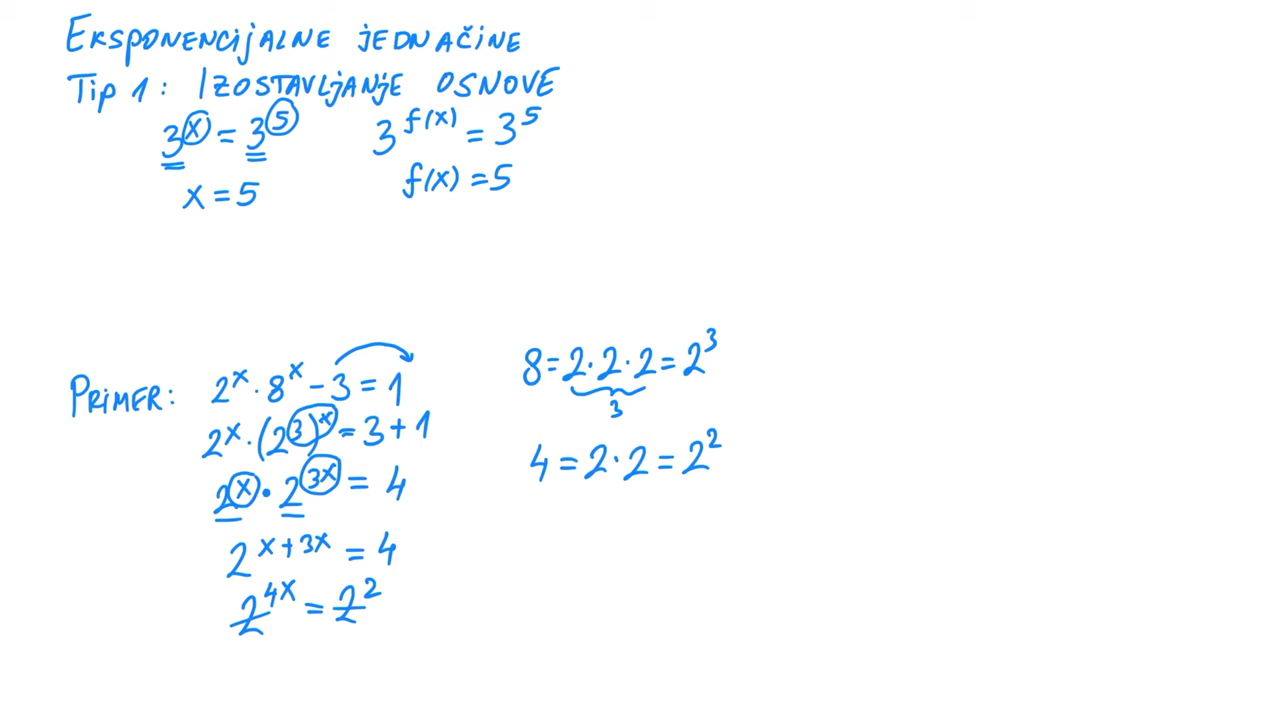 EKSPONENCIJALNE JEDNAČINE
TIP 1: IZOSTAVLJANJE OSNOVE
3^x = 3^5
x = 5
3^f(x) = 3^5
f(x) = 5
PRIMER: 2^x · 8^x - 3 = 1
2^x · (2^3)^x = 3 + 1
2^x · 2^3x = 4
2^x+3x = 4
2^4x = 2^2
8 = 2 · 2 · 2 = 2^3
3
4 = 2 · 2 = 2^2